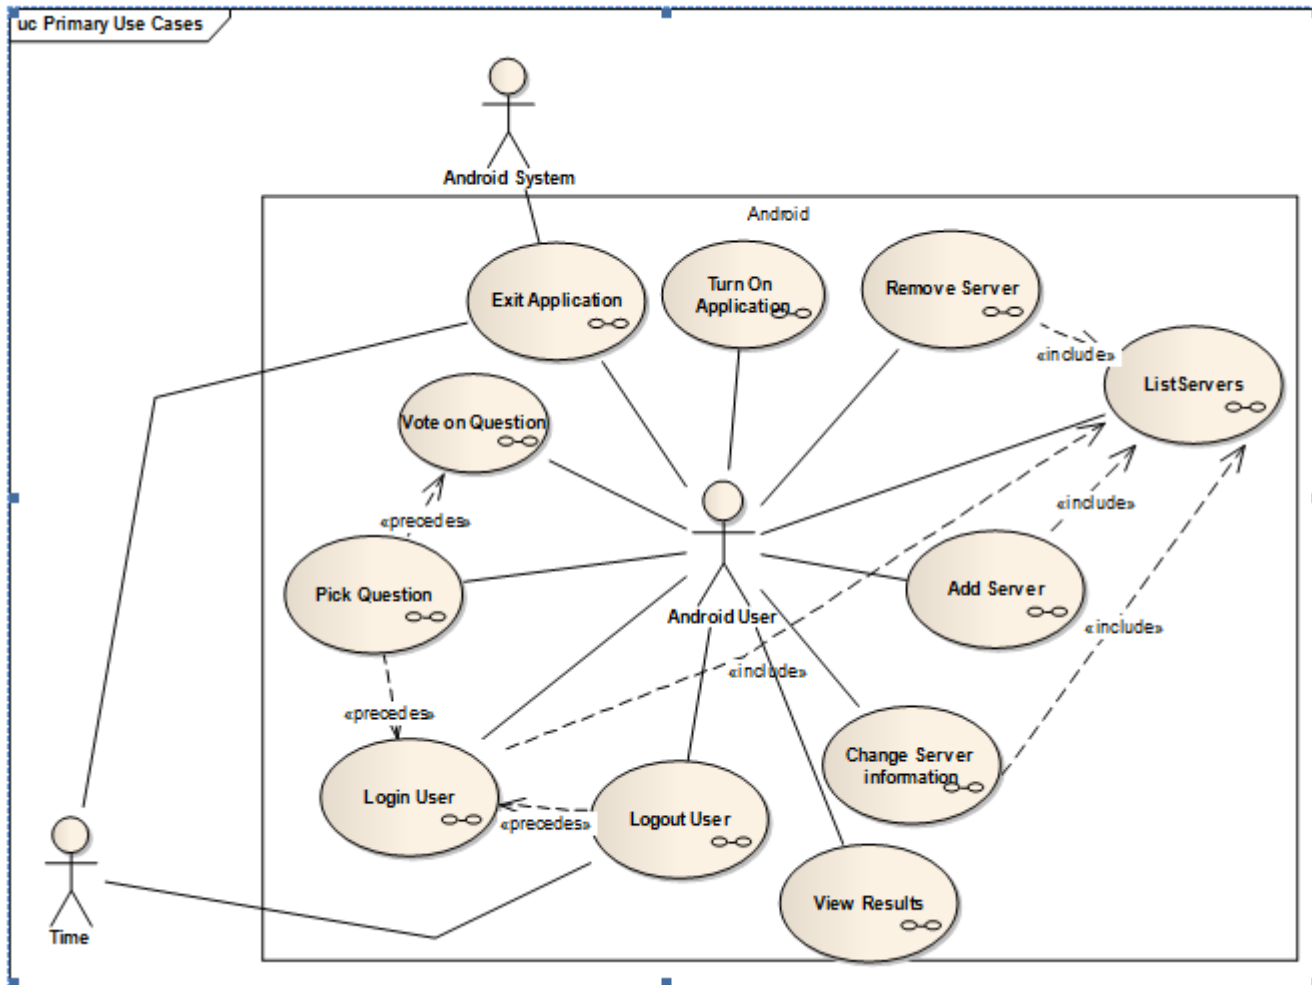 uc Primary Use Cases
Android System
Android
Exit Application
Turn On
Application
Remove Server
«include»
ListServers
Vote on Question
«precedes»
«include»
Pick Question
Add Server
Android User
«include»
«include»
«precedes»
Change Server
information
Login User
«precedes»
Logout User
View Results
Time